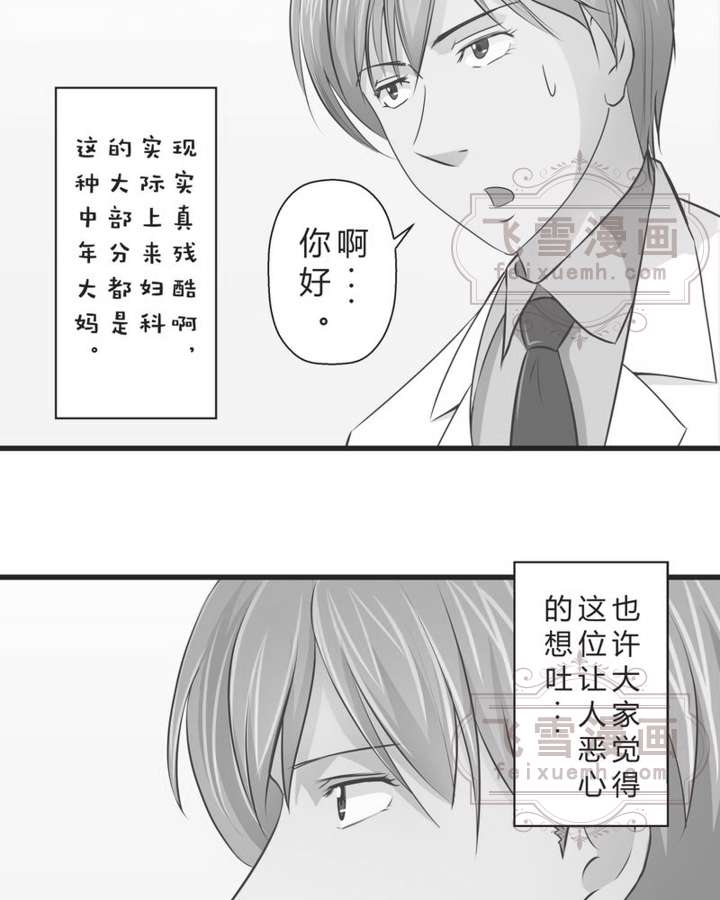 啊…
你好。
现实真残酷啊，
实际上来妇科
的大部分都是
这种中年大妈。
飞雪漫画
feixuemh.com
也许大家觉得
这位让人恶心
的想吐…
飞雪漫画
feixuemh.com